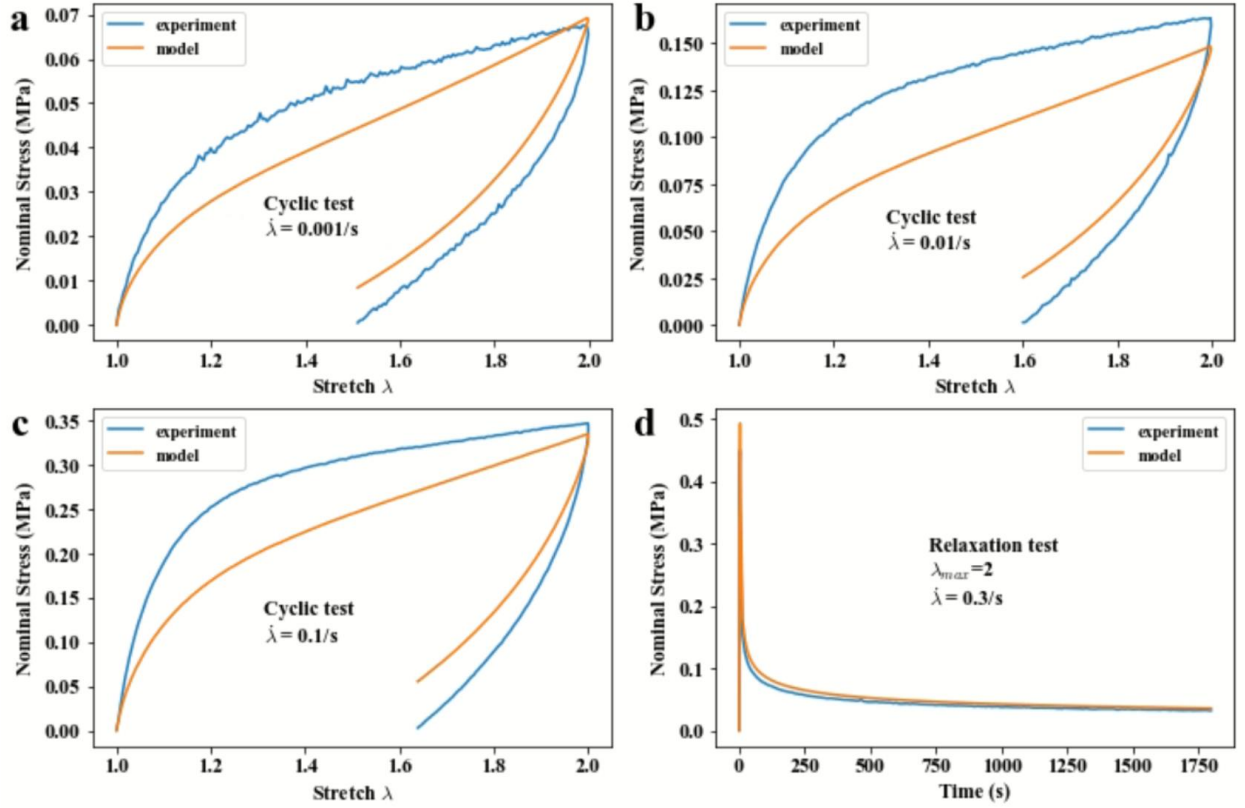 a
experiment
model
0.07
0.06
0.05
0.04
0.03
0.02
0.01
0.00
Nominal Stress (MPa)
Cyclic test
λ̇ = 0.001/s
1.0 1.2 1.4 1.6 1.8 2.0
Stretch λ
b
experiment
model
0.150
0.125
0.100
0.075
0.050
0.025
0.000
Nominal Stress (MPa)
Cyclic test
λ̇ = 0.01/s
1.0 1.2 1.4 1.6 1.8 2.0
Stretch λ
c
experiment
model
0.35
0.30
0.25
0.20
0.15
0.10
0.05
0.00
Nominal Stress (MPa)
Cyclic test
λ̇ = 0.1/s
1.0 1.2 1.4 1.6 1.8 2.0
Stretch λ
d
experiment
model
0.5
0.4
0.3
0.2
0.1
0.0
Nominal Stress (MPa)
Relaxation test
λmax=2
λ̇ = 0.3/s
0 250 500 750 1000 1250 1500 1750
Time (s)